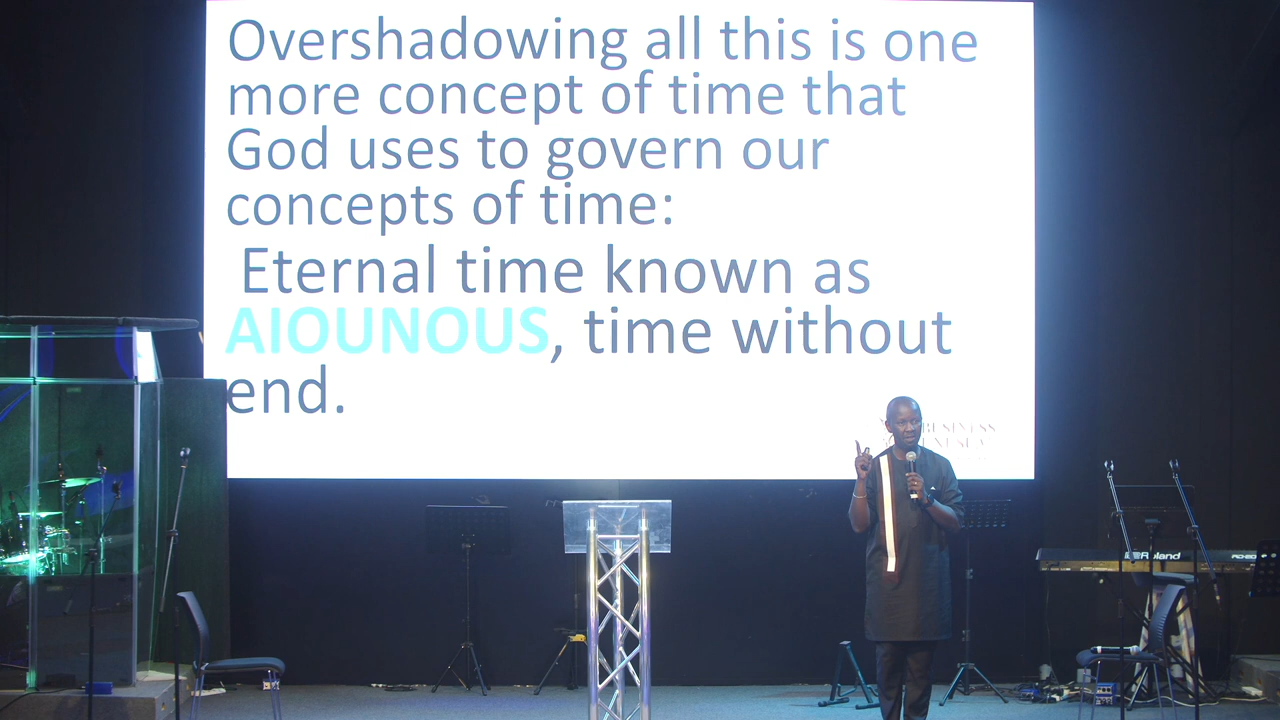 Overshadowing all this is one
more concept of time that
God uses to govern our
concepts of time:
Eternal time known as
AIOUNOUS, time without
end.
BUSINESS
Roland